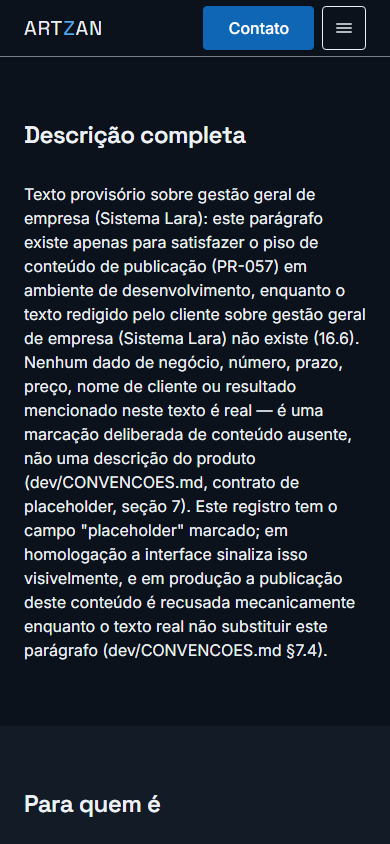 ARTZAN
Contato
Descrição completa
Texto provisório sobre gestão geral de
empresa (Sistema Lara): este parágrafo
existe apenas para satisfazer o piso de
conteúdo de publicação (PR-057) em
ambiente de desenvolvimento, enquanto o
texto redigido pelo cliente sobre gestão geral
de empresa (Sistema Lara) não existe (16.6).
Nenhum dado de negócio, número, prazo,
preço, nome de cliente ou resultado
mencionado neste texto é real — é uma
marcação deliberada de conteúdo ausente,
não uma descrição do produto
(dev/CONVENCOES.md, contrato de
placeholder, seção 7). Este registro tem o
campo "placeholder" marcado; em
homologação a interface sinaliza isso
visivelmente, e em produção a publicação
deste conteúdo é recusada mecanicamente
enquanto o texto real não substituir este
parágrafo (dev/CONVENCOES.md §7.4).
Para quem é